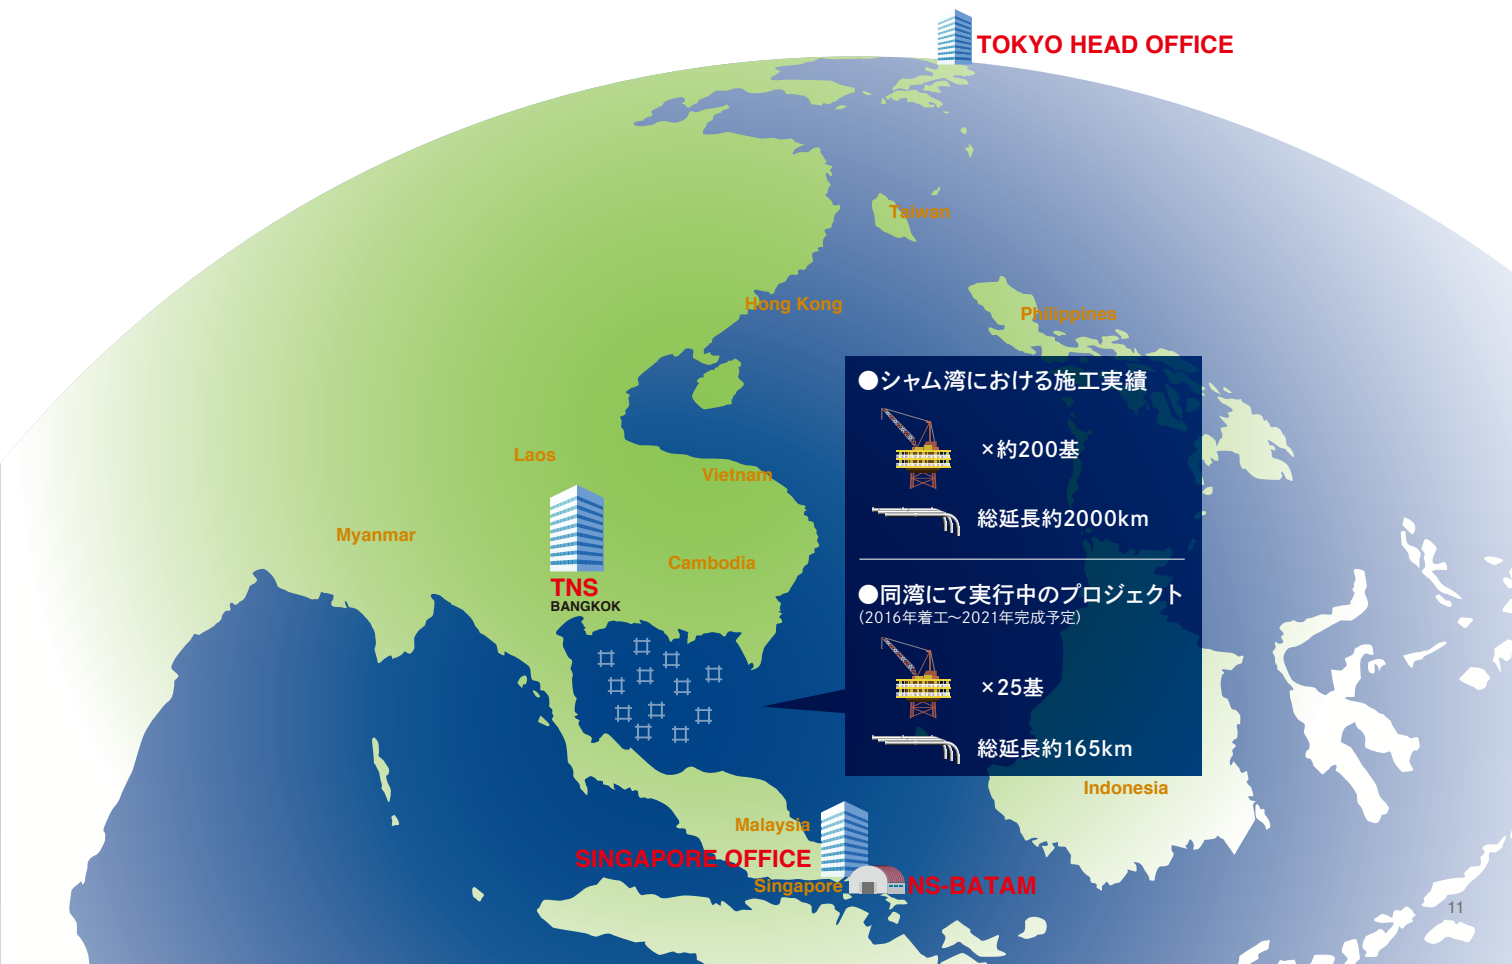 TOKYO HEAD OFFICE
Taiwan
Hong Kong
Philippines
●シャム湾における施工実績
×約200基
総延長約2000km
●同湾にて実行中のプロジェクト
(2016年着工〜2021年完成予定)
×25基
総延長約165km
Laos
Vietnam
Myanmar
Cambodia
TNS
BANGKOK
Indonesia
Malaysia
SINGAPORE OFFICE
Singapore
NS-BATAM
11